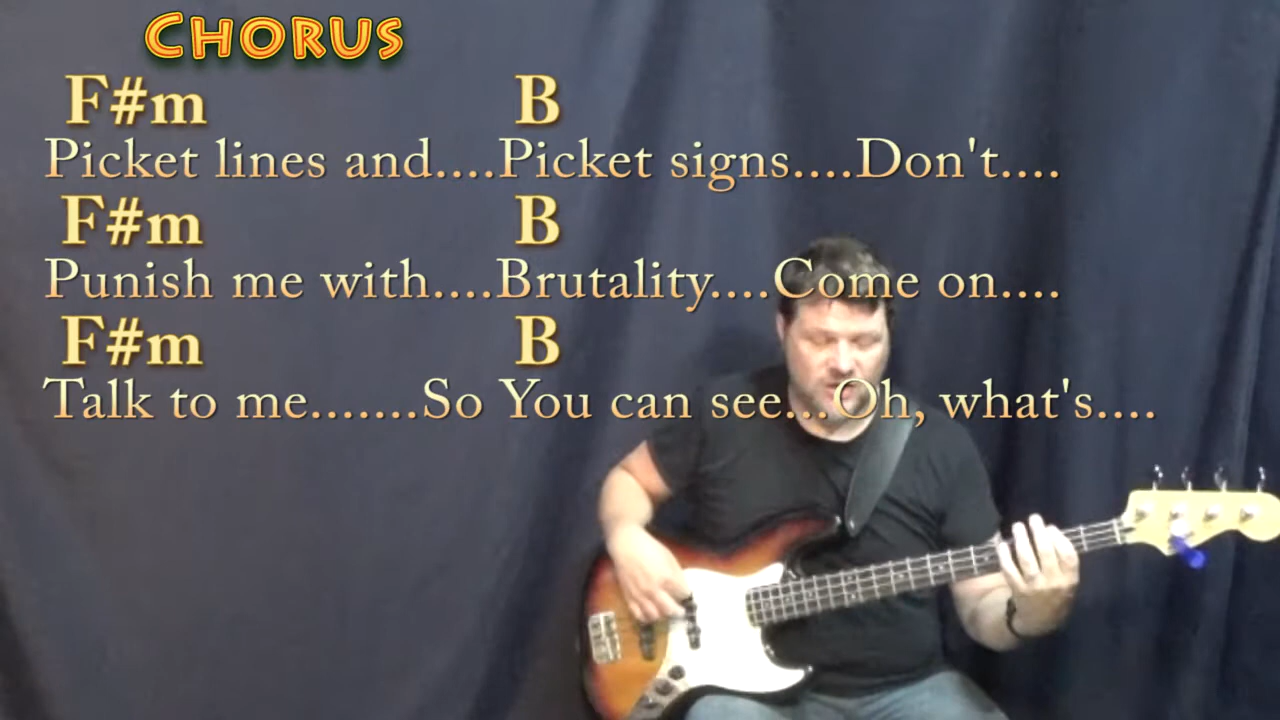 CHORUS
F#m B
Picket lines and....Picket signs....Don't....
F#m B
Punish me with....Brutality....Come on....
F#m B
Talk to me.......So You can see...Oh, what's....